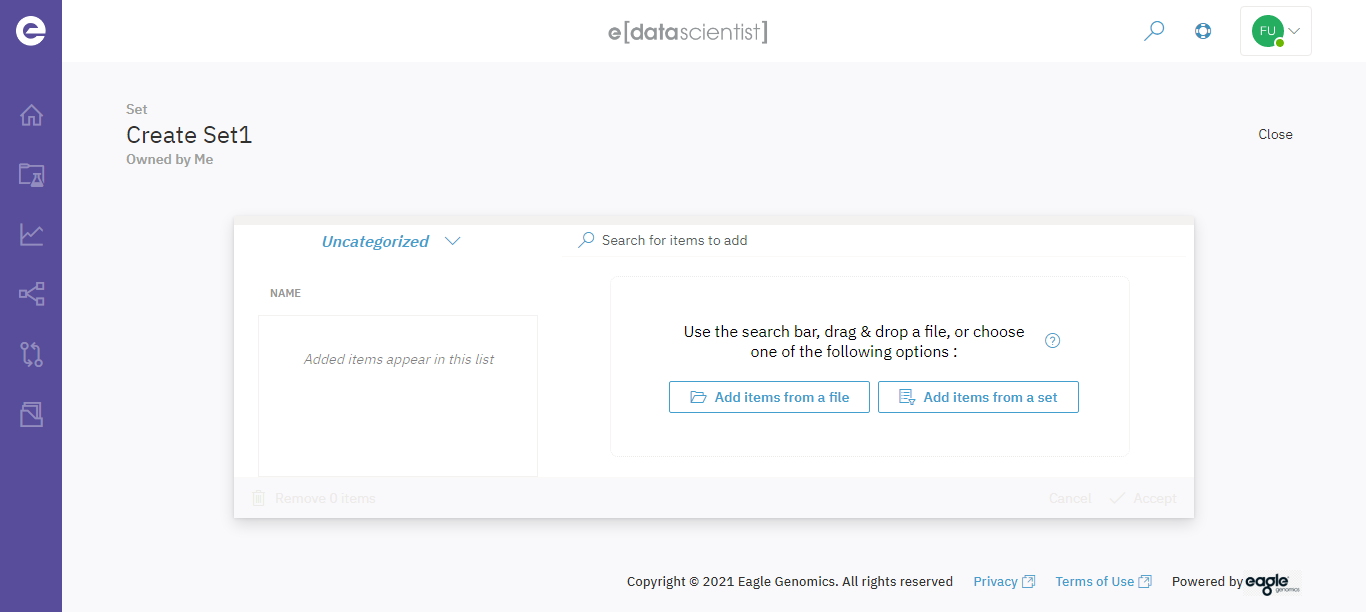 e[datascientist]
FU
Set
Create Set1
Owned by Me
Close
Uncategorized
Search for items to add
NAME
Added items appear in this list
Use the search bar, drag & drop a file, or choose
one of the following options :
?
Add items from a file
Add items from a set
Remove 0 items
Cancel
Accept
Copyright © 2021 Eagle Genomics. All rights reserved
Privacy
Terms of Use
Powered by eagle genomics